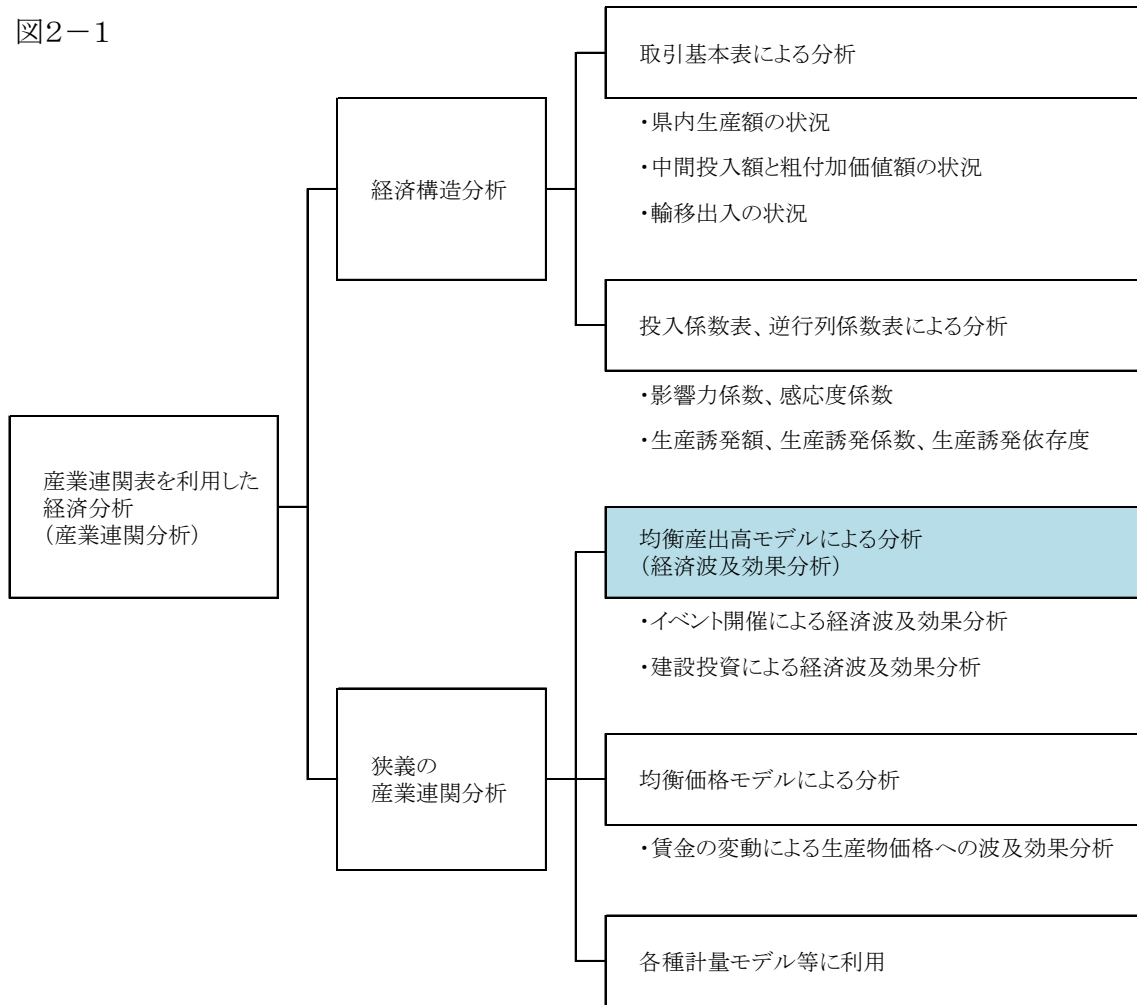 図2-1
取引基本表による分析
・県内生産額の状況
・中間投入額と粗付加価値額の状況
・輸移出入の状況
経済構造分析
投入係数表、逆行列係数表による分析
・影響力係数、感応度係数
・生産誘発額、生産誘発係数、生産誘発依存度
産業連関表を利用した
経済分析
(産業連関分析)
均衡産出高モデルによる分析
(経済波及効果分析)
・イベント開催による経済波及効果分析
・建設投資による経済波及効果分析
狭義の
産業連関分析
均衡価格モデルによる分析
・賃金の変動による生産物価格への波及効果分析
各種計量モデル等に利用